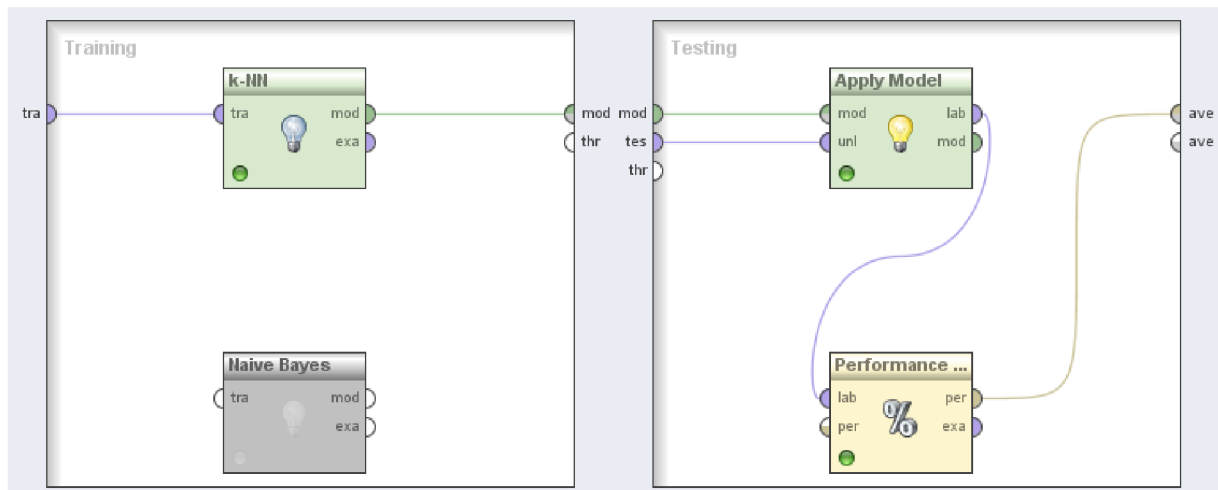 Training
k-NN
tra
tra
mod
exa
mod
thr
Naive Bayes
tra
mod
exa
Testing
mod
tes
thr
Apply Model
mod
lab
unl
mod
ave
ave
Performance ...
lab
per
per
exa
%